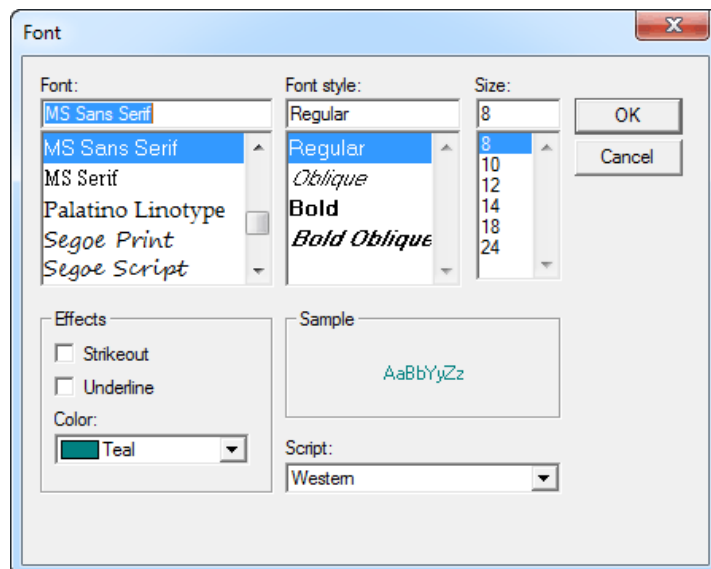 Font
Font:
MS Sans Serif
MS Sans Serif
MS Serif
Palatino Linotype
Segoe Print
Segoe Script
Font style:
Regular
Regular
Oblique
Bold
Bold Oblique
Size:
8
8
10
12
14
18
24
OK
Cancel
Effects
Strikeout
Underline
Color:
Teal
Sample
AaBbYyZz
Script:
Western